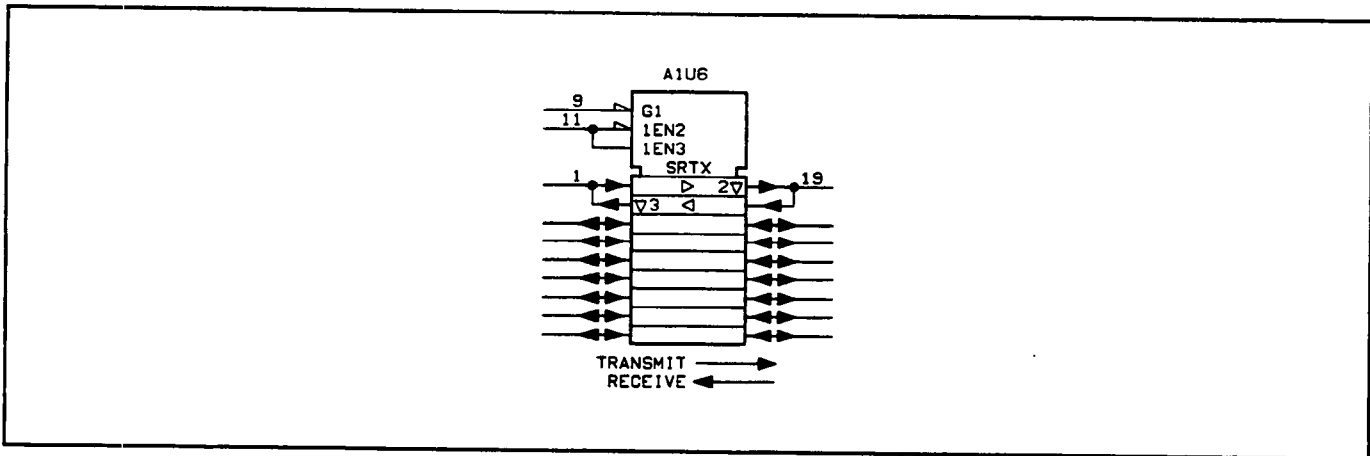 A1U6
9
G1
11
1EN2
1EN3
SRTX
1
2
19
3
TRANSMIT
RECEIVE